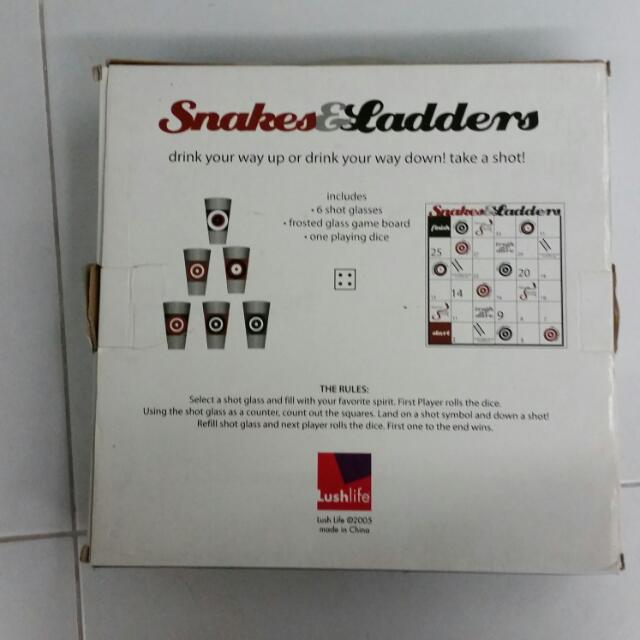 Snakes&Ladders
drink your way up or drink your way down! take a shot!
includes
• 6 shot glasses
• frosted glass game board
• one playing dice
Snakes&Ladders
finish
25
20
14
9
start
THE RULES:
Select a shot glass and fill with your favorite spirit. First Player rolls the dice.
Using the shot glass as a counter, count out the squares. Land on a shot symbol and down a shot!
Refill shot glass and next player rolls the dice. First one to the end wins.
Lushlife
Lush Life ©2005
made in China